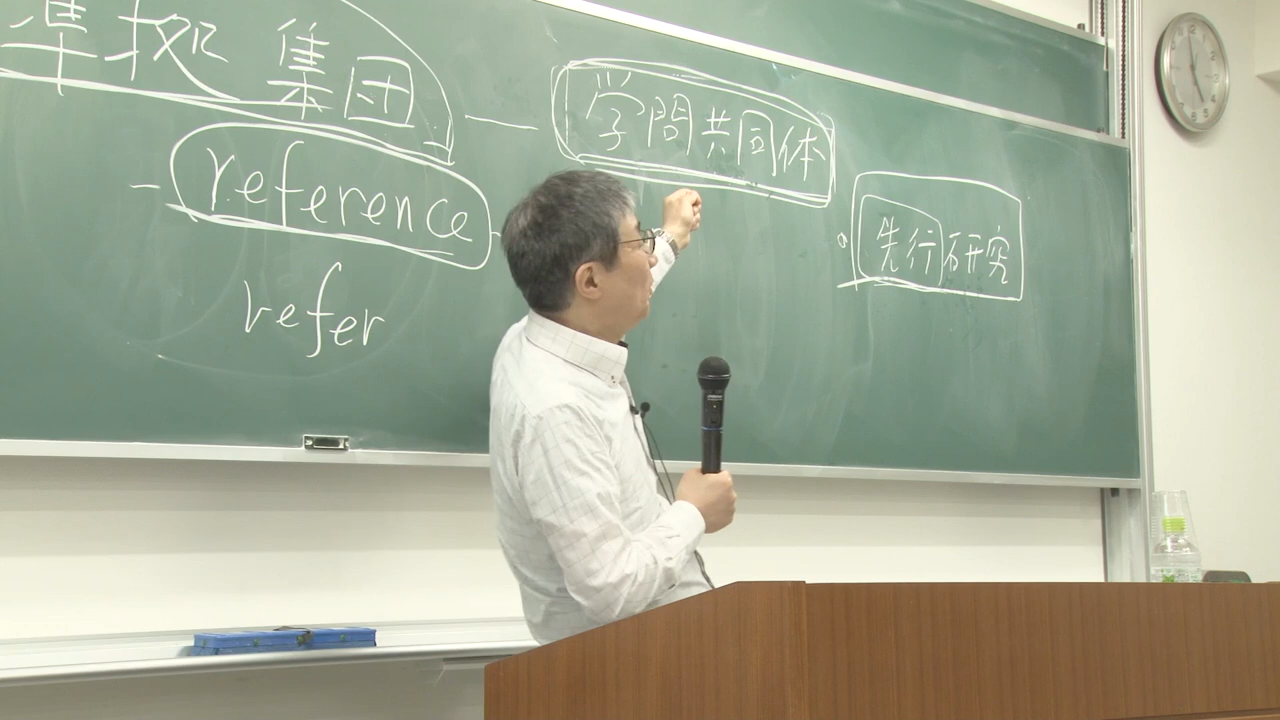 準拠集団 — 学問共同体
reference
先行研究
refer